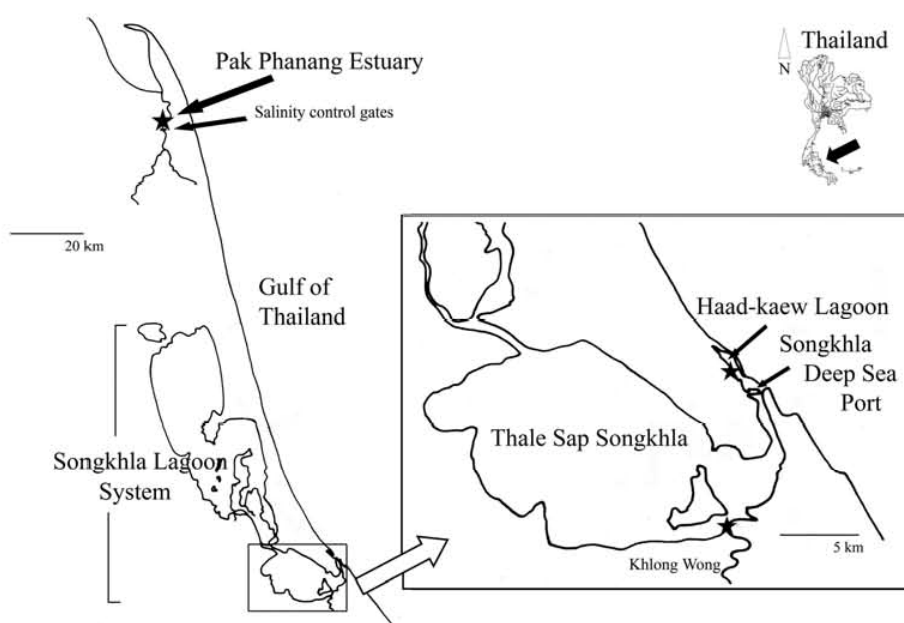 Pak Phanang Estuary
Salinity control gates
Thailand
N
20 km
Gulf of
Thailand
Songkhla Lagoon
System
Haad-kaew Lagoon
Songkhla
Deep Sea
Port
Thale Sap Songkhla
5 km
Khlong Wong